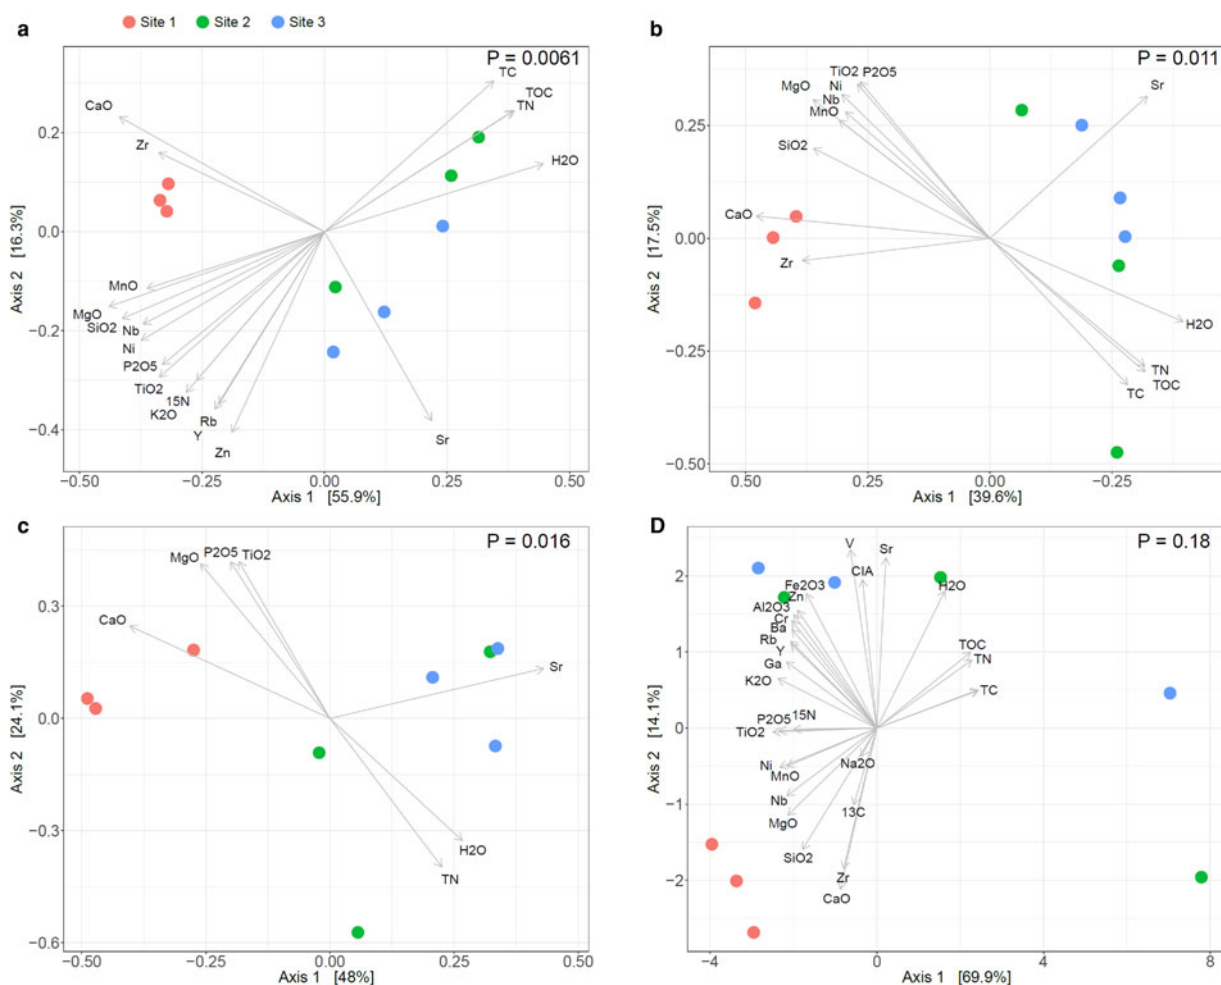 Site 1 Site 2 Site 3
a
P = 0.0061
TC
TOC
TN
CaO
Zr
H2O
MnO
MgO
SiO2
Nb
Ni
P2O5
TiO2
15N
K2O
Rb
Y
Zn
Sr
0.2
0.0
−0.2
−0.4
Axis 2 [16.3%]
−0.50 −0.25 0.00 0.25 0.50
Axis 1 [55.9%]
b
P = 0.011
TiO2 P2O5
MgO
Ni
Nb
MnO
Sr
SiO2
CaO
Zr
H2O
TN
TOC
TC
0.25
0.00
−0.25
−0.50
Axis 2 [17.5%]
0.50 0.25 0.00 −0.25
Axis 1 [39.6%]
c
P = 0.016
MgO P2O5 TiO2
CaO
Sr
H2O
TN
0.3
0.0
−0.3
−0.6
Axis 2 [24.1%]
−0.50 −0.25 0.00 0.25 0.50
Axis 1 [48%]
D
P = 0.18
V
Sr
CIA
Fe2O3
H2O
Zn
Al2O3
Cr
Ba
Rb
Y
TOC
TN
Ga
K2O
TC
P2O5 15N
TiO2
Na2O
Ni
MnO
Nb
13C
MgO
SiO2
Zr
CaO
2
1
0
−1
−2
Axis 2 [14.1%]
−4 0 4 8
Axis 1 [69.9%]